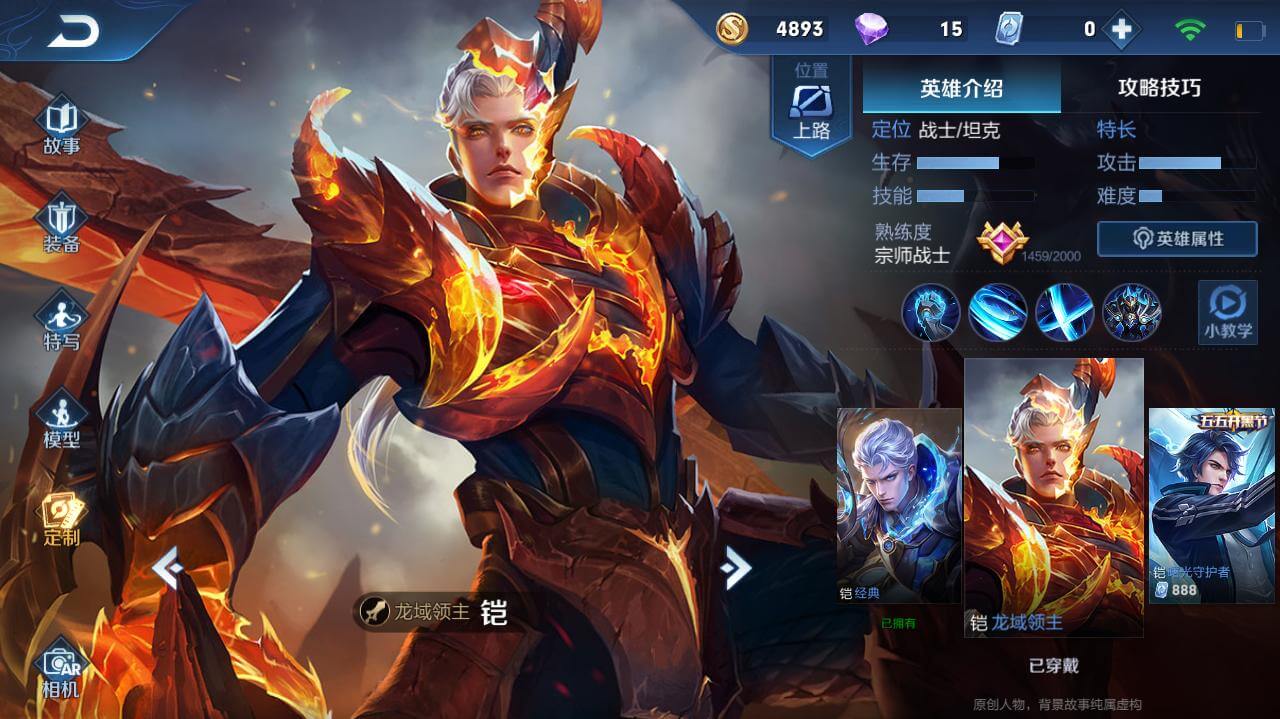 4893
15
0
故事
装备
特写
模型
定制
AR
相机
龙域领主 铠
位置
上路
英雄介绍
攻略技巧
定位 战士/坦克
特长
生存
攻击
技能
难度
熟练度
宗师战士
1459/2000
英雄属性
小教学
铠 经典
已拥有
铠 龙域领主
已穿戴
五五开黑节
铠 曙光守护者
888
原创人物，背景故事纯属虚构